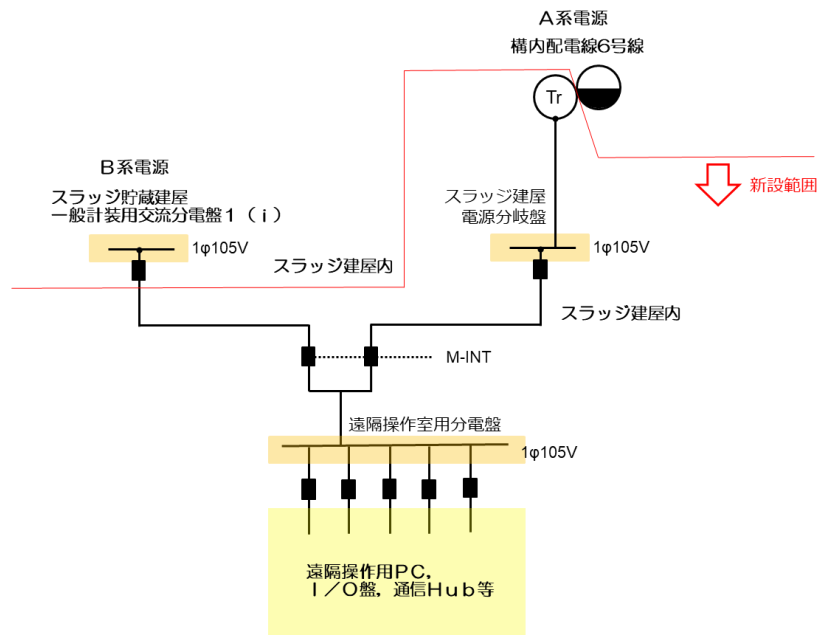 A系電源
構内配電線6号線
Tr
B系電源
スラッジ貯蔵建屋
一般計装用交流分電盤1(i)
新設範囲
スラッジ建屋
電源分岐盤
1φ105V
1φ105V
スラッジ建屋内
スラッジ建屋内
M-INT
遠隔操作室用分電盤
1φ105V
遠隔操作用PC,
I/O盤,通信Hub等